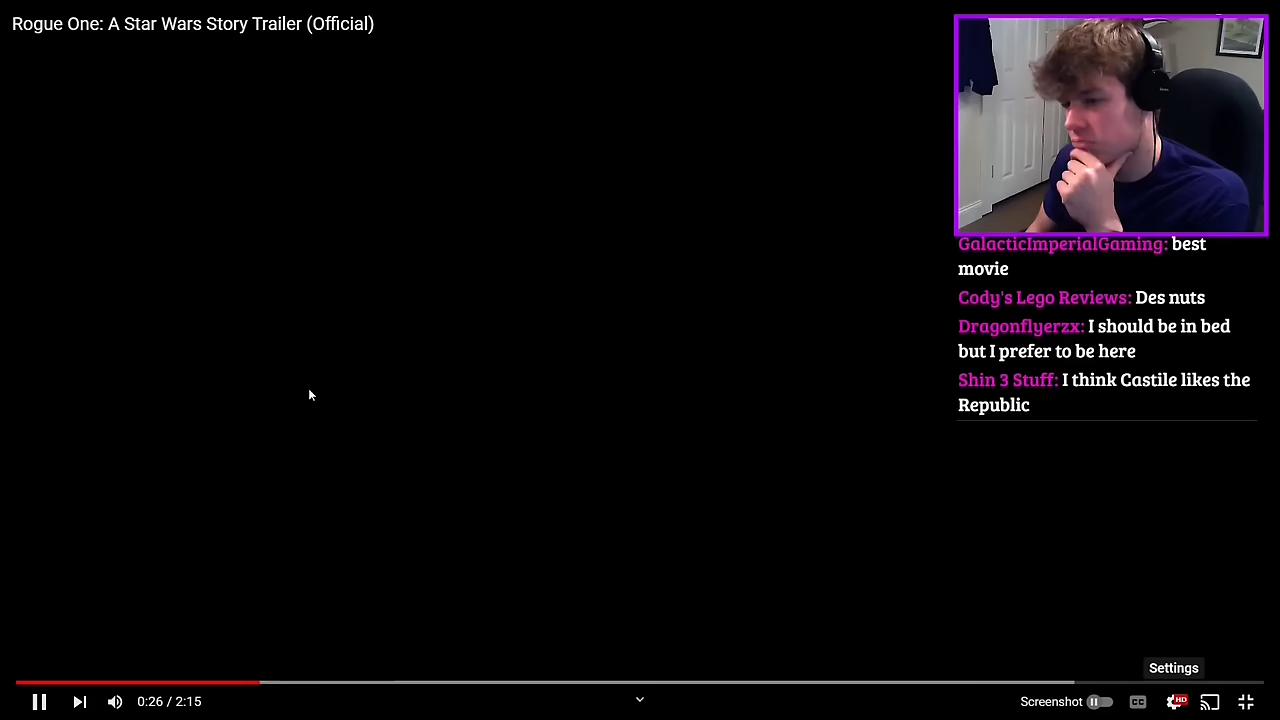 Rogue One: A Star Wars Story Trailer (Official)
GalacticImperialGaming: best
movie
Cody's Lego Reviews: Des nuts
Dragonflyerzx: I should be in bed
but I prefer to be here
Shin 3 Stuff: I think Castile likes the
Republic
Settings
0:26 / 2:15
Screenshot
CC
HD